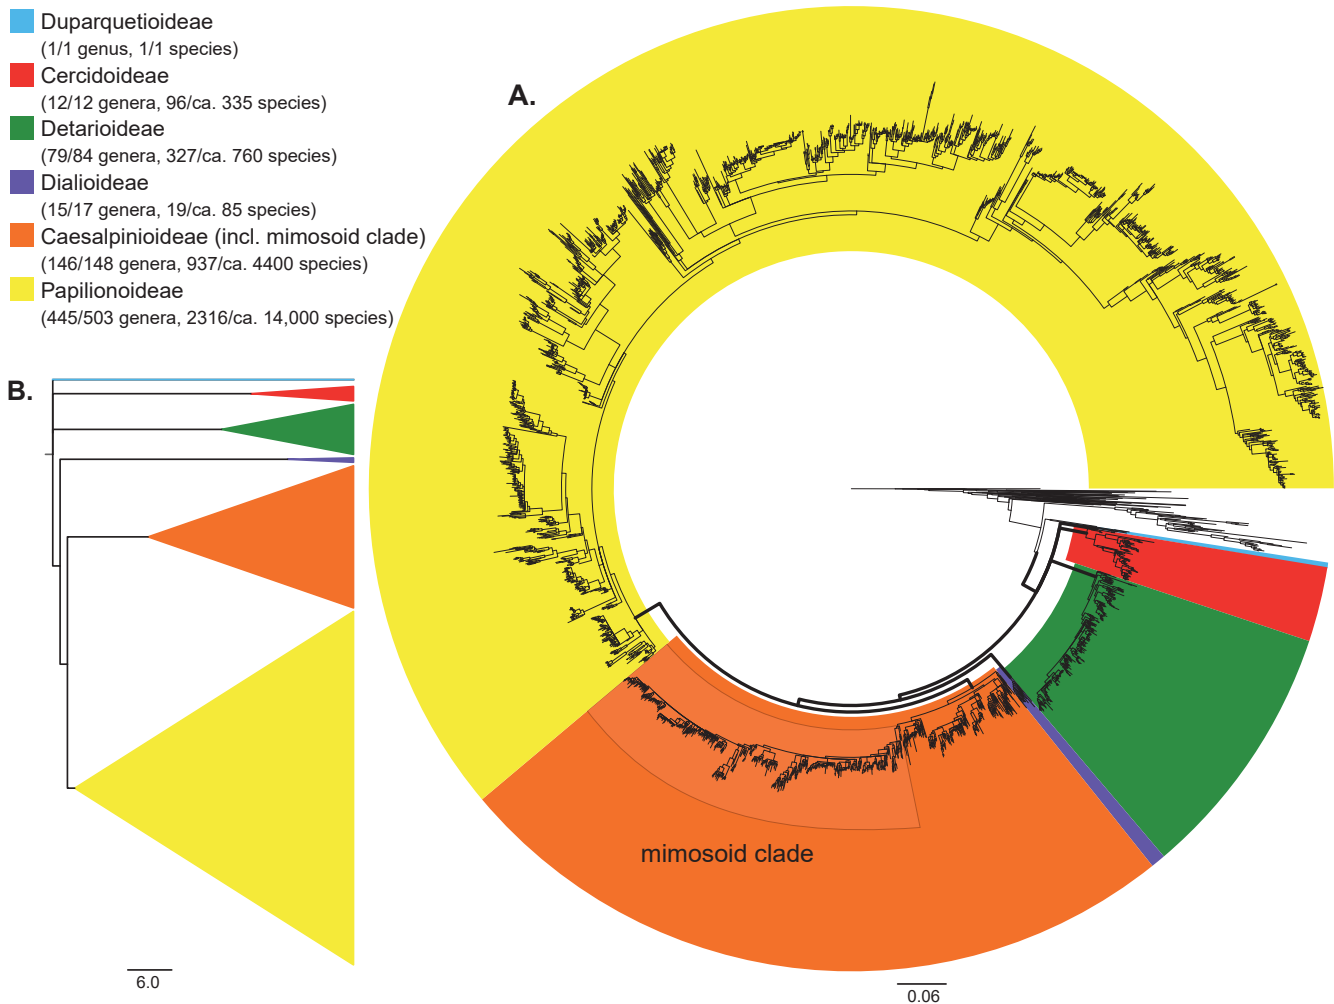 Duparquetioideae
(1/1 genus, 1/1 species)
Cercidoideae
(12/12 genera, 96/ca. 335 species)
Detarioideae
(79/84 genera, 327/ca. 760 species)
Dialioideae
(15/17 genera, 19/ca. 85 species)
Caesalpinioideae (incl. mimosoid clade)
(146/148 genera, 937/ca. 4400 species)
Papilionoideae
(445/503 genera, 2316/ca. 14,000 species)
A.
B.
mimosoid clade
6.0
0.06